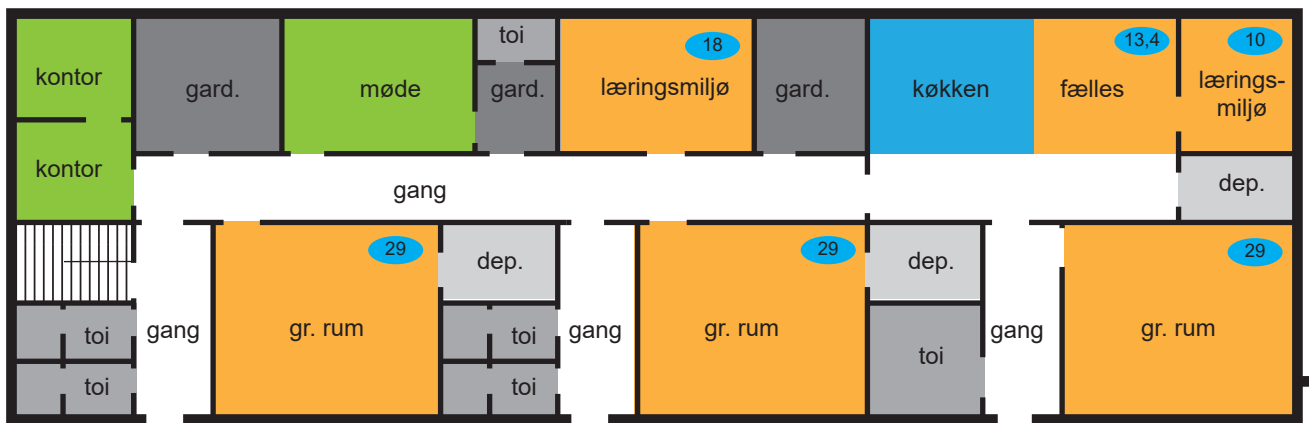 toi
18
13,4
10
kontor
gard.
møde
gard.
læringsmiljø
gard.
køkken
fælles
lærings-
miljø
kontor
gang
dep.
29
29
29
dep.
dep.
toi
gang
gr. rum
toi
gang
gr. rum
toi
gang
gr. rum
toi
toi